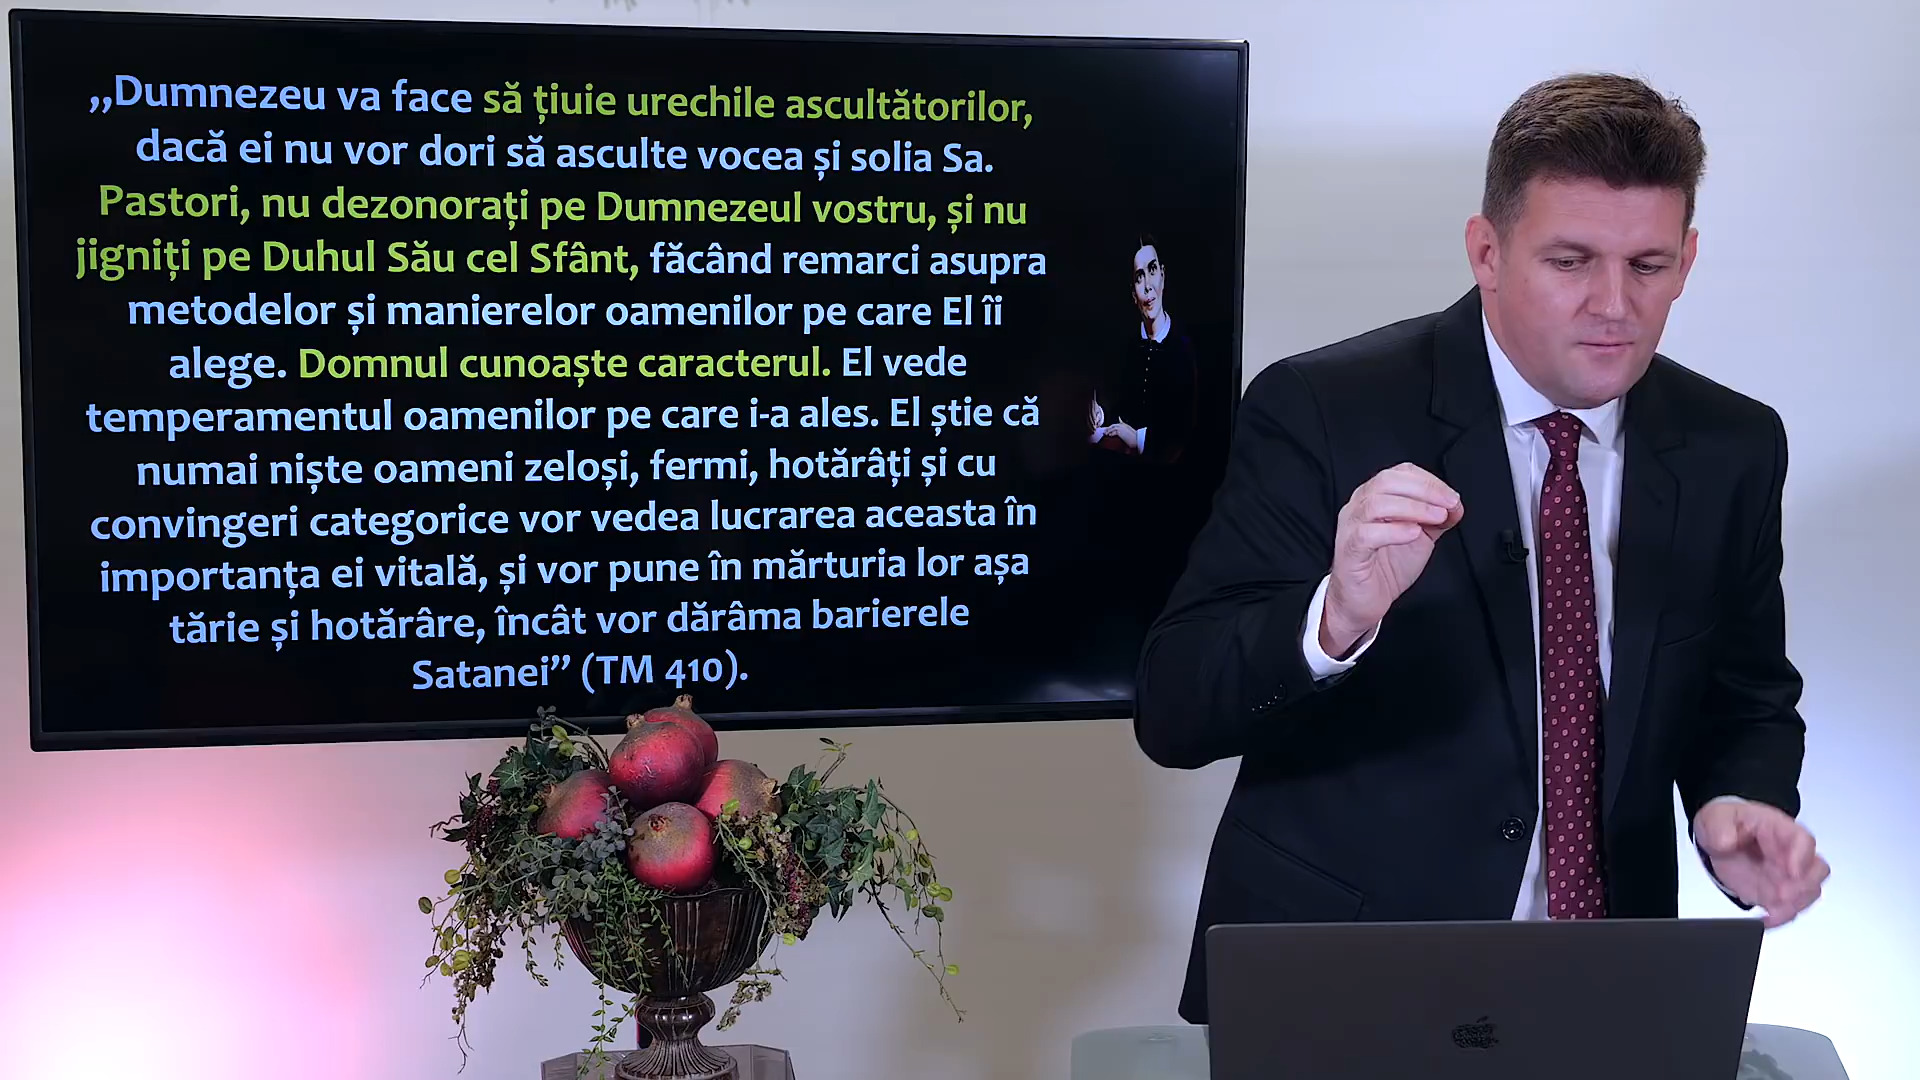 „Dumnezeu va face să țiuie urechile ascultătorilor,
dacă ei nu vor dori să asculte vocea și solia Sa.
Pastori, nu dezonorați pe Dumnezeul vostru, și nu
jigniți pe Duhul Său cel Sfânt, făcând remarci asupra
metodelor și manierelor oamenilor pe care El îi
alege. Domnul cunoaște caracterul. El vede
temperamentul oamenilor pe care i-a ales. El știe că
numai niște oameni zeloși, fermi, hotărâți și cu
convingeri categorice vor vedea lucrarea aceasta în
importanța ei vitală, și vor pune în mărturia lor așa
tărie și hotărâre, încât vor dărâma barierele
Satanei” (TM 410).